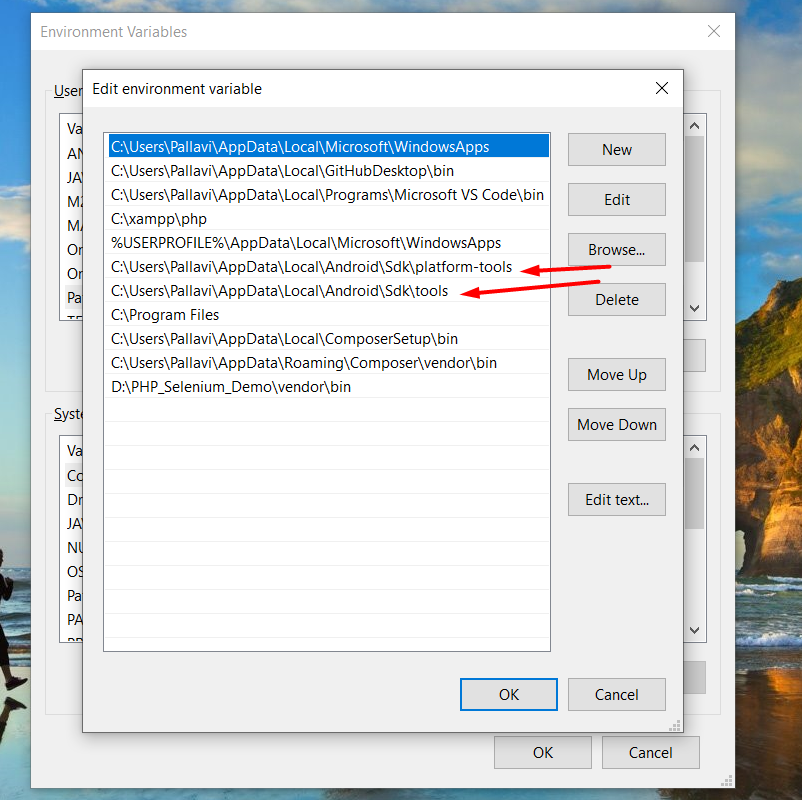 Environment Variables
User
Edit environment variable
Va
AN
JA
MA
Or
Or
Pa
C:\Users\Pallavi\AppData\Local\Microsoft\WindowsApps
C:\Users\Pallavi\AppData\Local\GitHubDesktop\bin
C:\Users\Pallavi\AppData\Local\Programs\Microsoft VS Code\bin
C:\xampp\php
%USERPROFILE%\AppData\Local\Microsoft\WindowsApps
C:\Users\Pallavi\AppData\Local\Android\Sdk\platform-tools
C:\Users\Pallavi\AppData\Local\Android\Sdk\tools
C:\Program Files
C:\Users\Pallavi\AppData\Local\ComposerSetup\bin
C:\Users\Pallavi\AppData\Roaming\Composer\vendor\bin
D:\PHP_Selenium_Demo\vendor\bin
New
Edit
Browse...
Delete
Move Up
Move Down
Edit text...
Syste
Va
Co
Dr
JA
NU
OS
Pa
PA
OK
Cancel
OK
Cancel